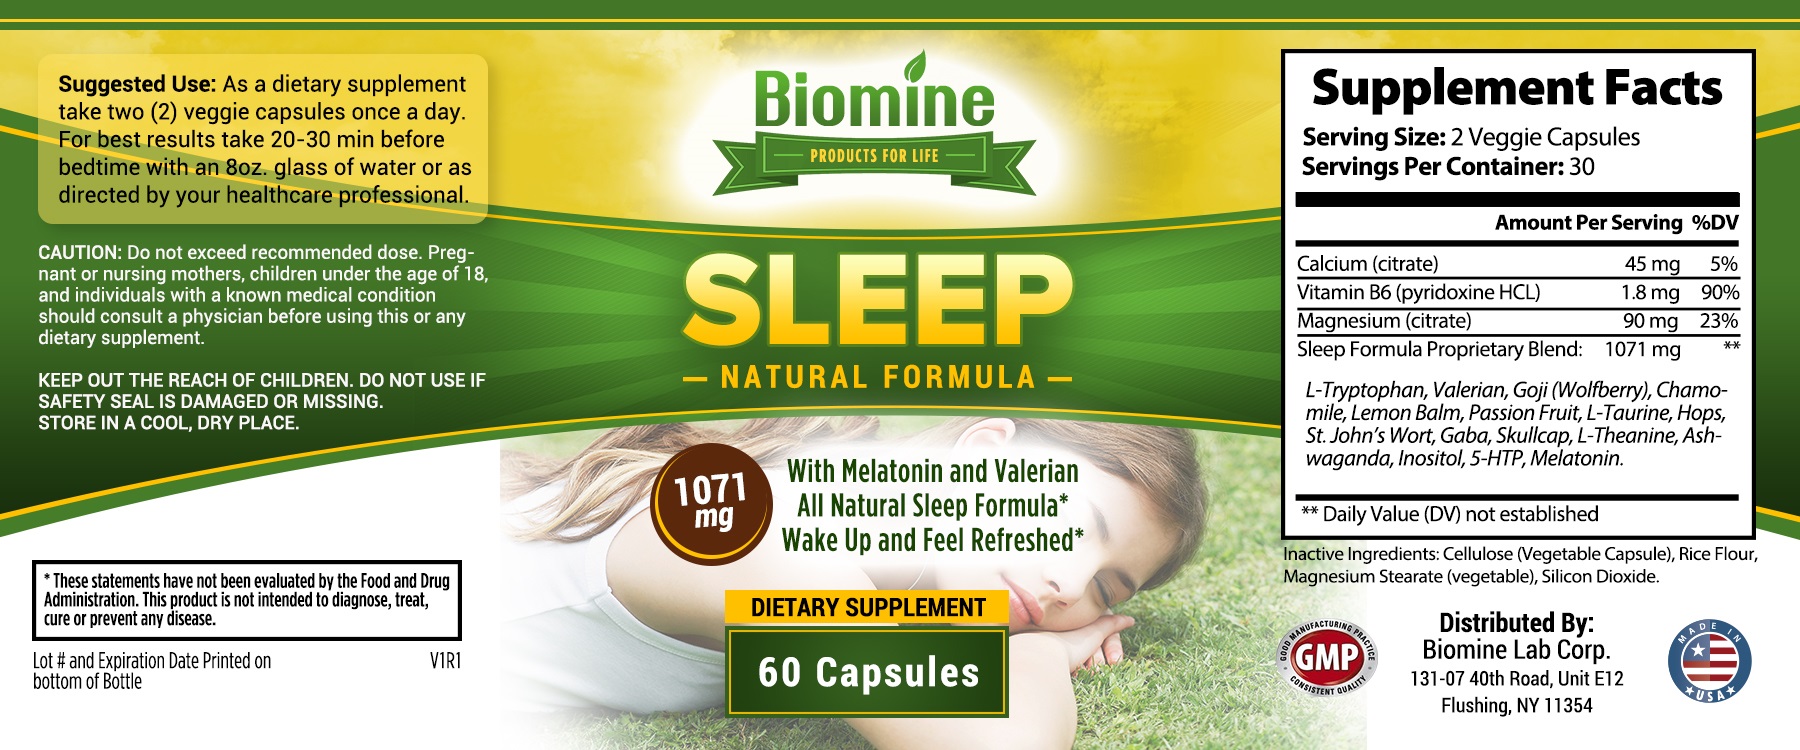 Suggested Use: As a dietary supplement
take two (2) veggie capsules once a day.
For best results take 20-30 min before
bedtime with an 8oz. glass of water or as
directed by your healthcare professional.
CAUTION: Do not exceed recommended dose. Preg-
nant or nursing mothers, children under the age of 18,
and individuals with a known medical condition
should consult a physician before using this or any
dietary supplement.
KEEP OUT THE REACH OF CHILDREN. DO NOT USE IF
SAFETY SEAL IS DAMAGED OR MISSING.
STORE IN A COOL, DRY PLACE.
* These statements have not been evaluated by the Food and Drug
Administration. This product is not intended to diagnose, treat,
cure or prevent any disease.
Lot # and Expiration Date Printed on
bottom of Bottle
V1R1
Biomine
PRODUCTS FOR LIFE
SLEEP
NATURAL FORMULA
1071
mg
With Melatonin and Valerian
All Natural Sleep Formula*
Wake Up and Feel Refreshed*
DIETARY SUPPLEMENT
60 Capsules
Supplement Facts
Serving Size: 2 Veggie Capsules
Servings Per Container: 30
Amount Per Serving %DV
Calcium (citrate) 45 mg 5%
Vitamin B6 (pyridoxine HCL) 1.8 mg 90%
Magnesium (citrate) 90 mg 23%
Sleep Formula Proprietary Blend: 1071 mg **
L-Tryptophan, Valerian, Goji (Wolfberry), Chamo-
mile, Lemon Balm, Passion Fruit, L-Taurine, Hops,
St. John's Wort, Gaba, Skullcap, L-Theanine, Ash-
waganda, Inositol, 5-HTP, Melatonin.
** Daily Value (DV) not established
Inactive Ingredients: Cellulose (Vegetable Capsule), Rice Flour,
Magnesium Stearate (vegetable), Silicon Dioxide.
GOOD MANUFACTURING PRACTICE
GMP
CONSISTENT QUALITY
Distributed By:
Biomine Lab Corp.
131-07 40th Road, Unit E12
Flushing, NY 11354
MADE IN
USA